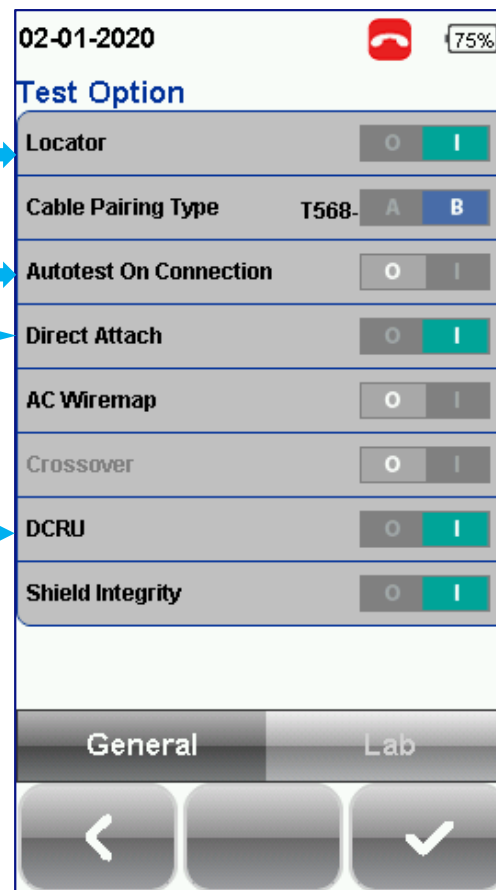 02-01-2020 75%
Test Option
Locator O I
Cable Pairing Type T568- A B
Autotest On Connection O I
Direct Attach O I
AC Wiremap O I
Crossover O I
DCRU O I
Shield Integrity O I
General Lab